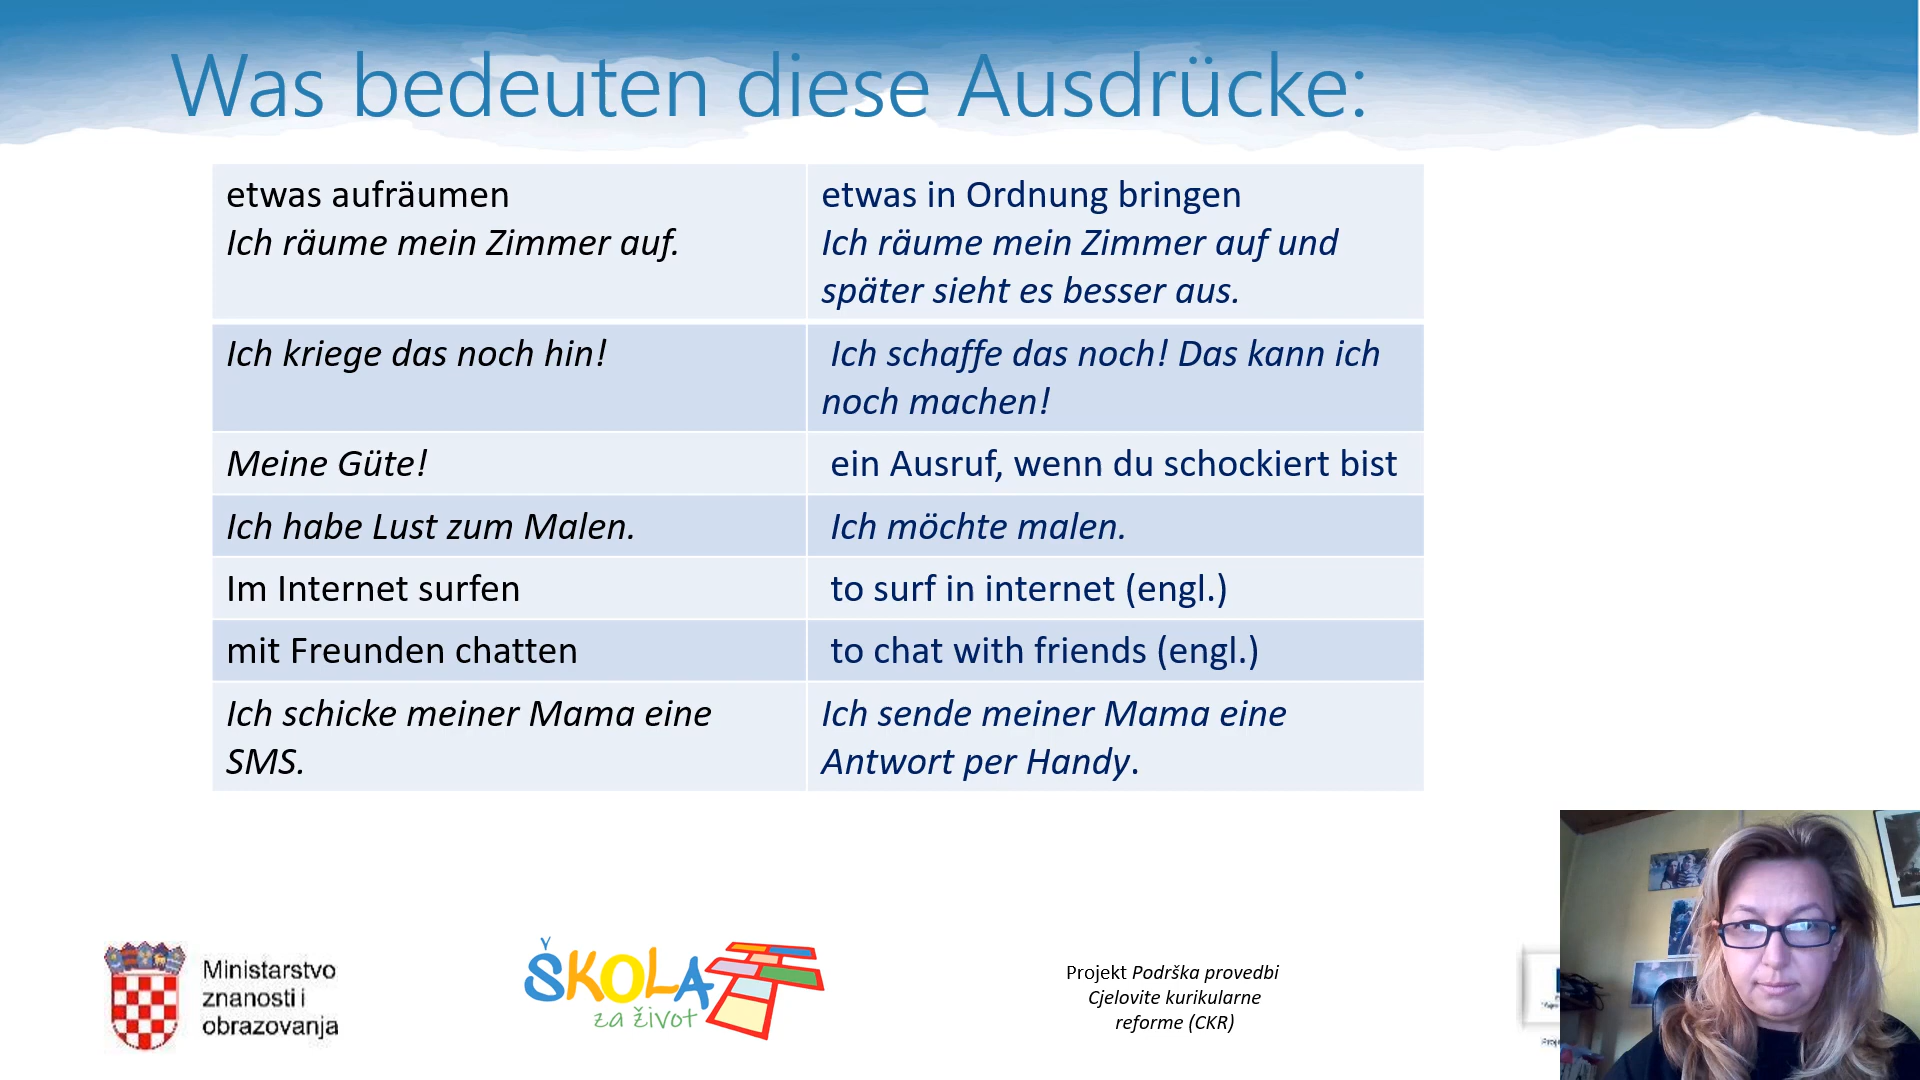 Was bedeuten diese Ausdrücke:
etwas aufräumen
Ich räume mein Zimmer auf.
etwas in Ordnung bringen
Ich räume mein Zimmer auf und
später sieht es besser aus.
Ich kriege das noch hin!
Ich schaffe das noch! Das kann ich
noch machen!
Meine Güte!
ein Ausruf, wenn du schockiert bist
Ich habe Lust zum Malen.
Ich möchte malen.
Im Internet surfen
to surf in internet (engl.)
mit Freunden chatten
to chat with friends (engl.)
Ich schicke meiner Mama eine
SMS.
Ich sende meiner Mama eine
Antwort per Handy.
Ministarstvo
znanosti i
obrazovanja
ŠKOLA
za život
Projekt Podrška provedbi
Cjelovite kurikularne
reforme (CKR)